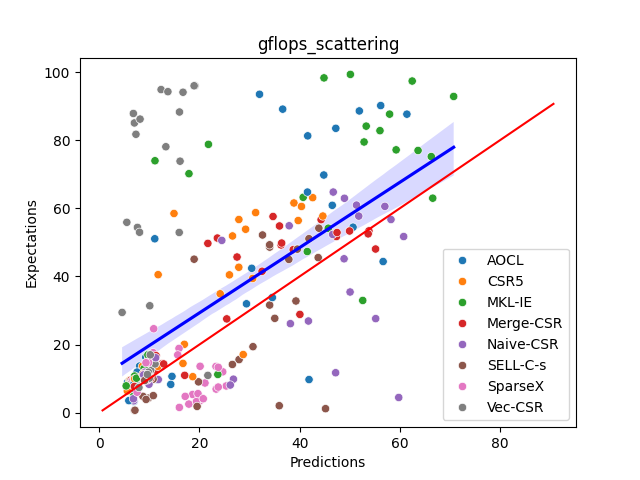 gflops_scattering
Expectations
100
80
60
40
20
0
0 20 40 60 80
Predictions
AOCL
CSR5
MKL-IE
Merge-CSR
Naive-CSR
SELL-C-s
SparseX
Vec-CSR